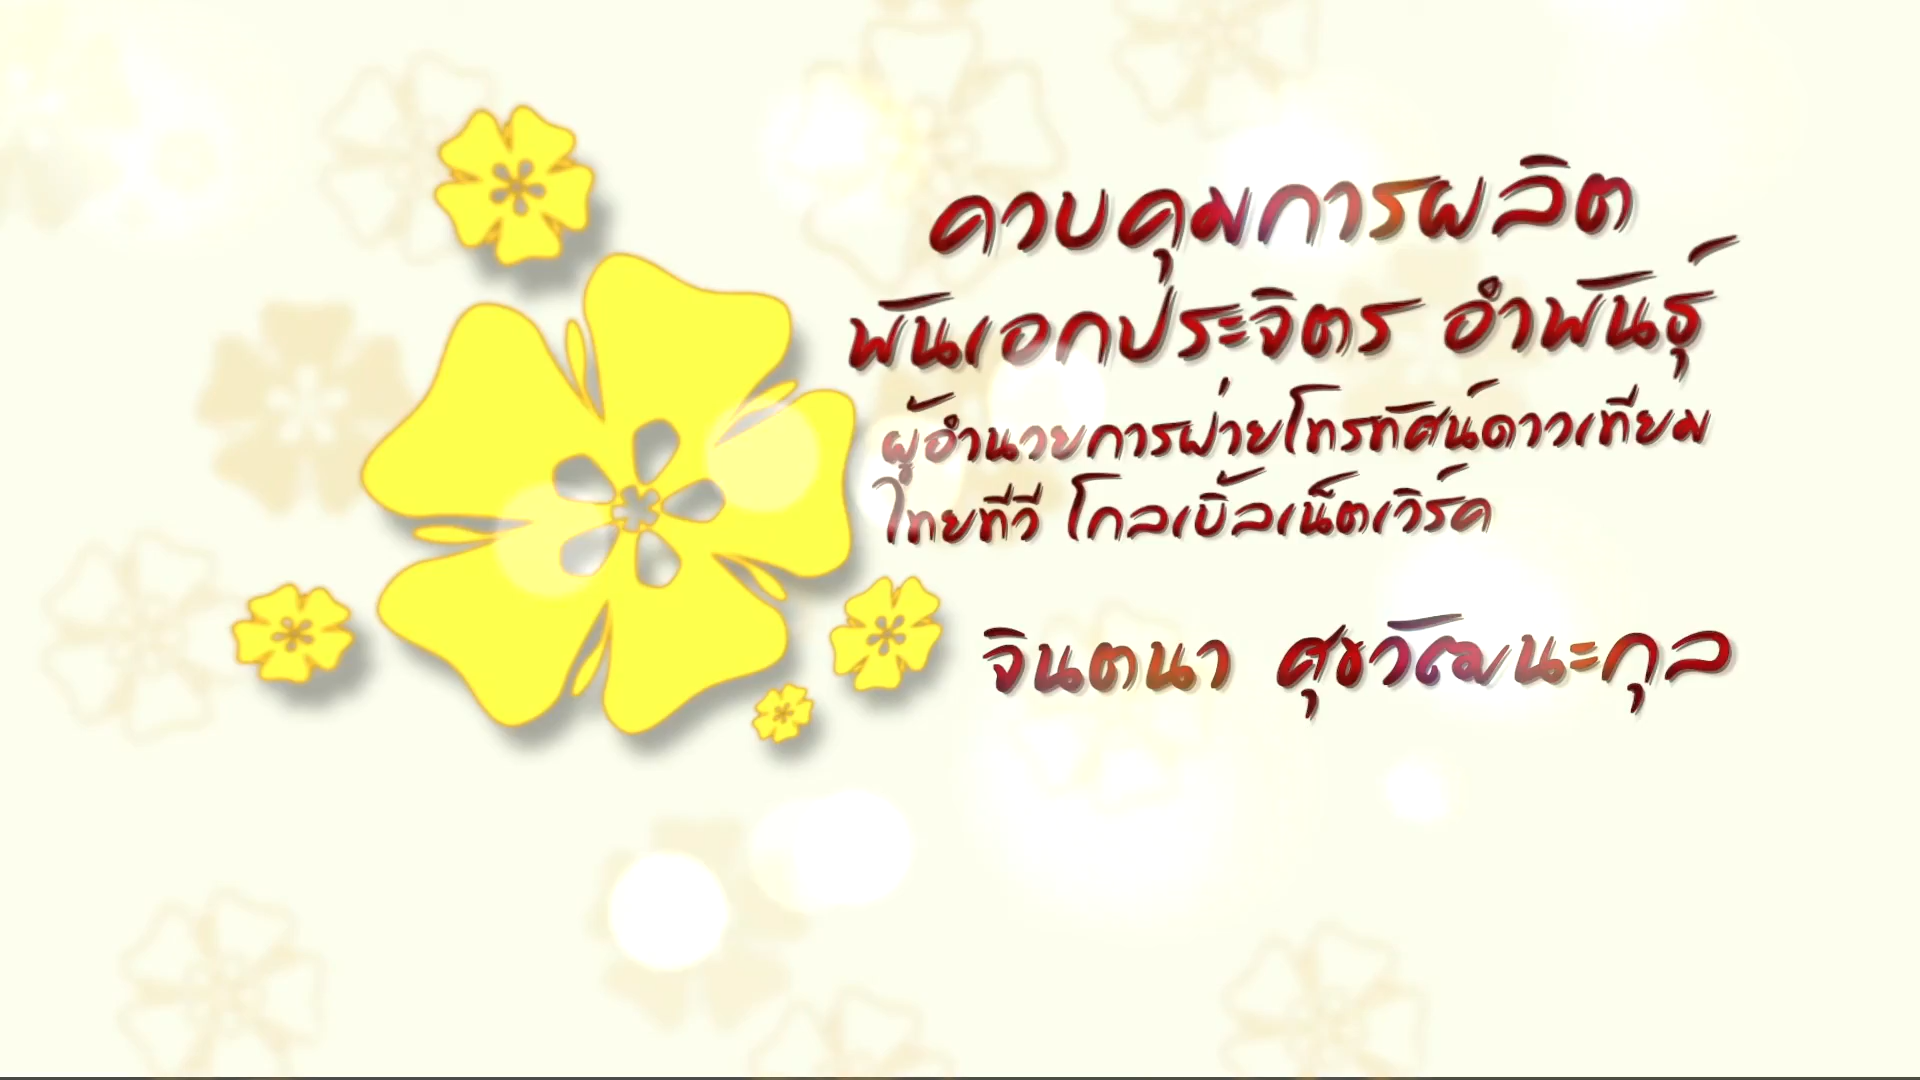 ควบคุมการผลิต
พันเอกประจิตร อำพันธุ์
ผู้อำนวยการฝ่ายโทรทัศน์ดาวเทียม
ไทยทีวี โกลเบิ้ลเน็ตเวิร์ค
จินตนา ศุขวัฒนะกุล